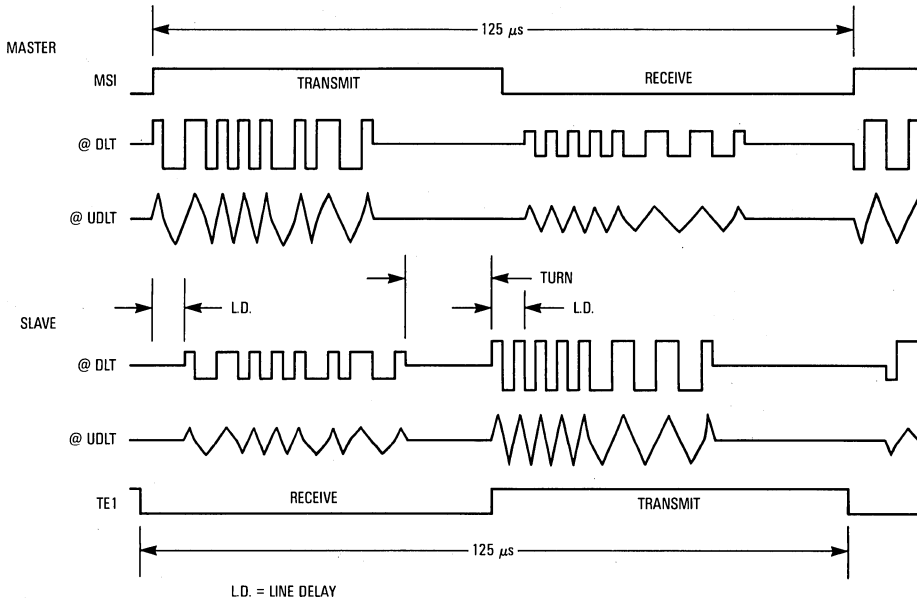 125 μs
MASTER
MSI
TRANSMIT
RECEIVE
@ DLT
@ UDLT
TURN
L.D.
L.D.
SLAVE
@ DLT
@ UDLT
TE1
RECEIVE
TRANSMIT
125 μs
L.D. = LINE DELAY